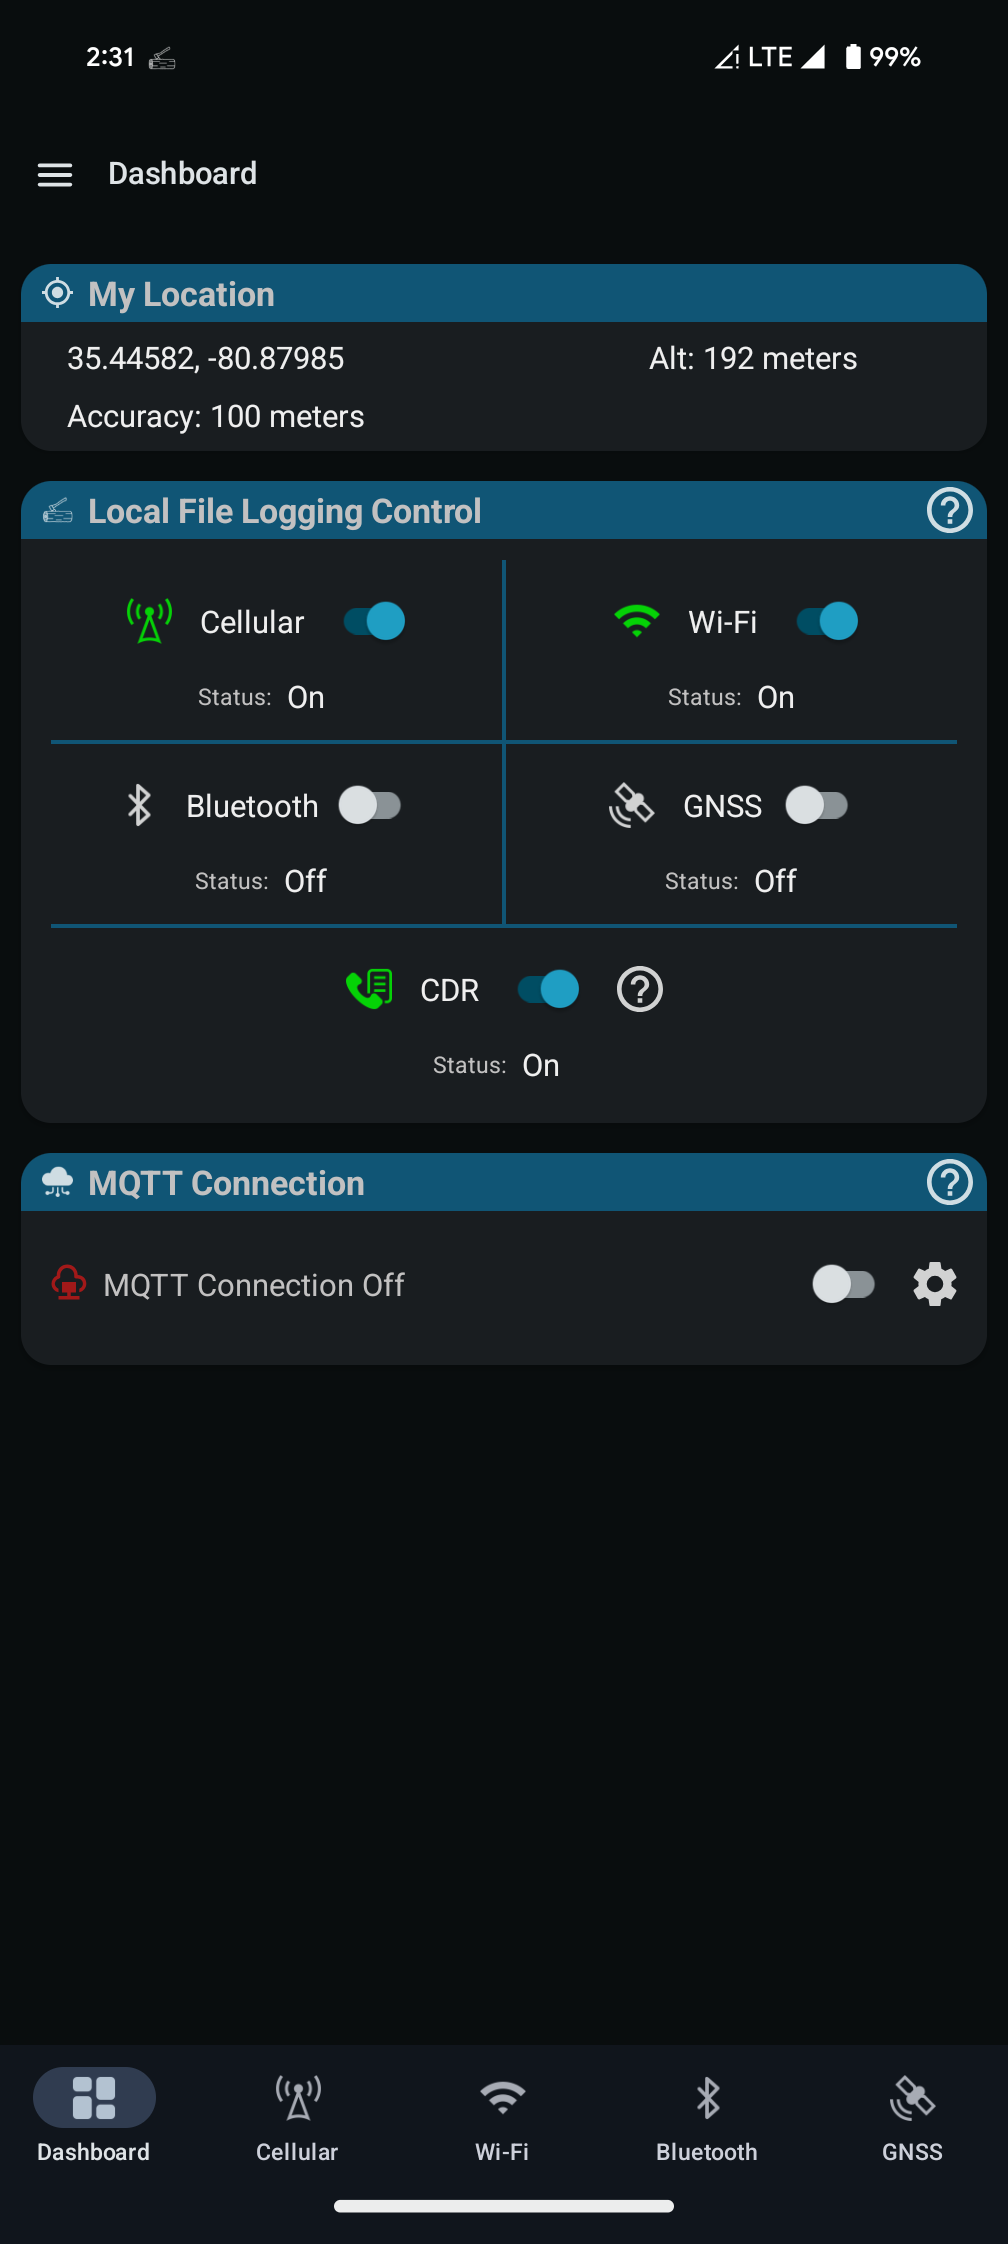 2:31 LTE 99%
Dashboard
My Location
35.44582, -80.87985 Alt: 192 meters
Accuracy: 100 meters
Local File Logging Control
Cellular Wi-Fi
Status: On Status: On
Bluetooth GNSS
Status: Off Status: Off
CDR
Status: On
MQTT Connection
MQTT Connection Off
Dashboard Cellular Wi-Fi Bluetooth GNSS